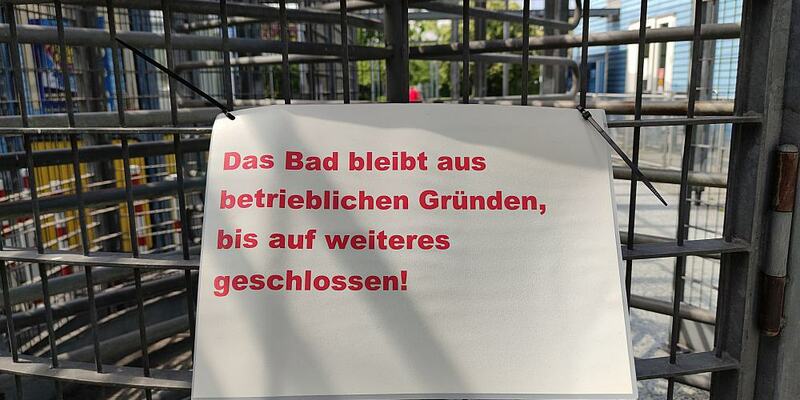 Das Bad bleibt aus
betrieblichen Gründen,
bis auf weiteres
geschlossen!